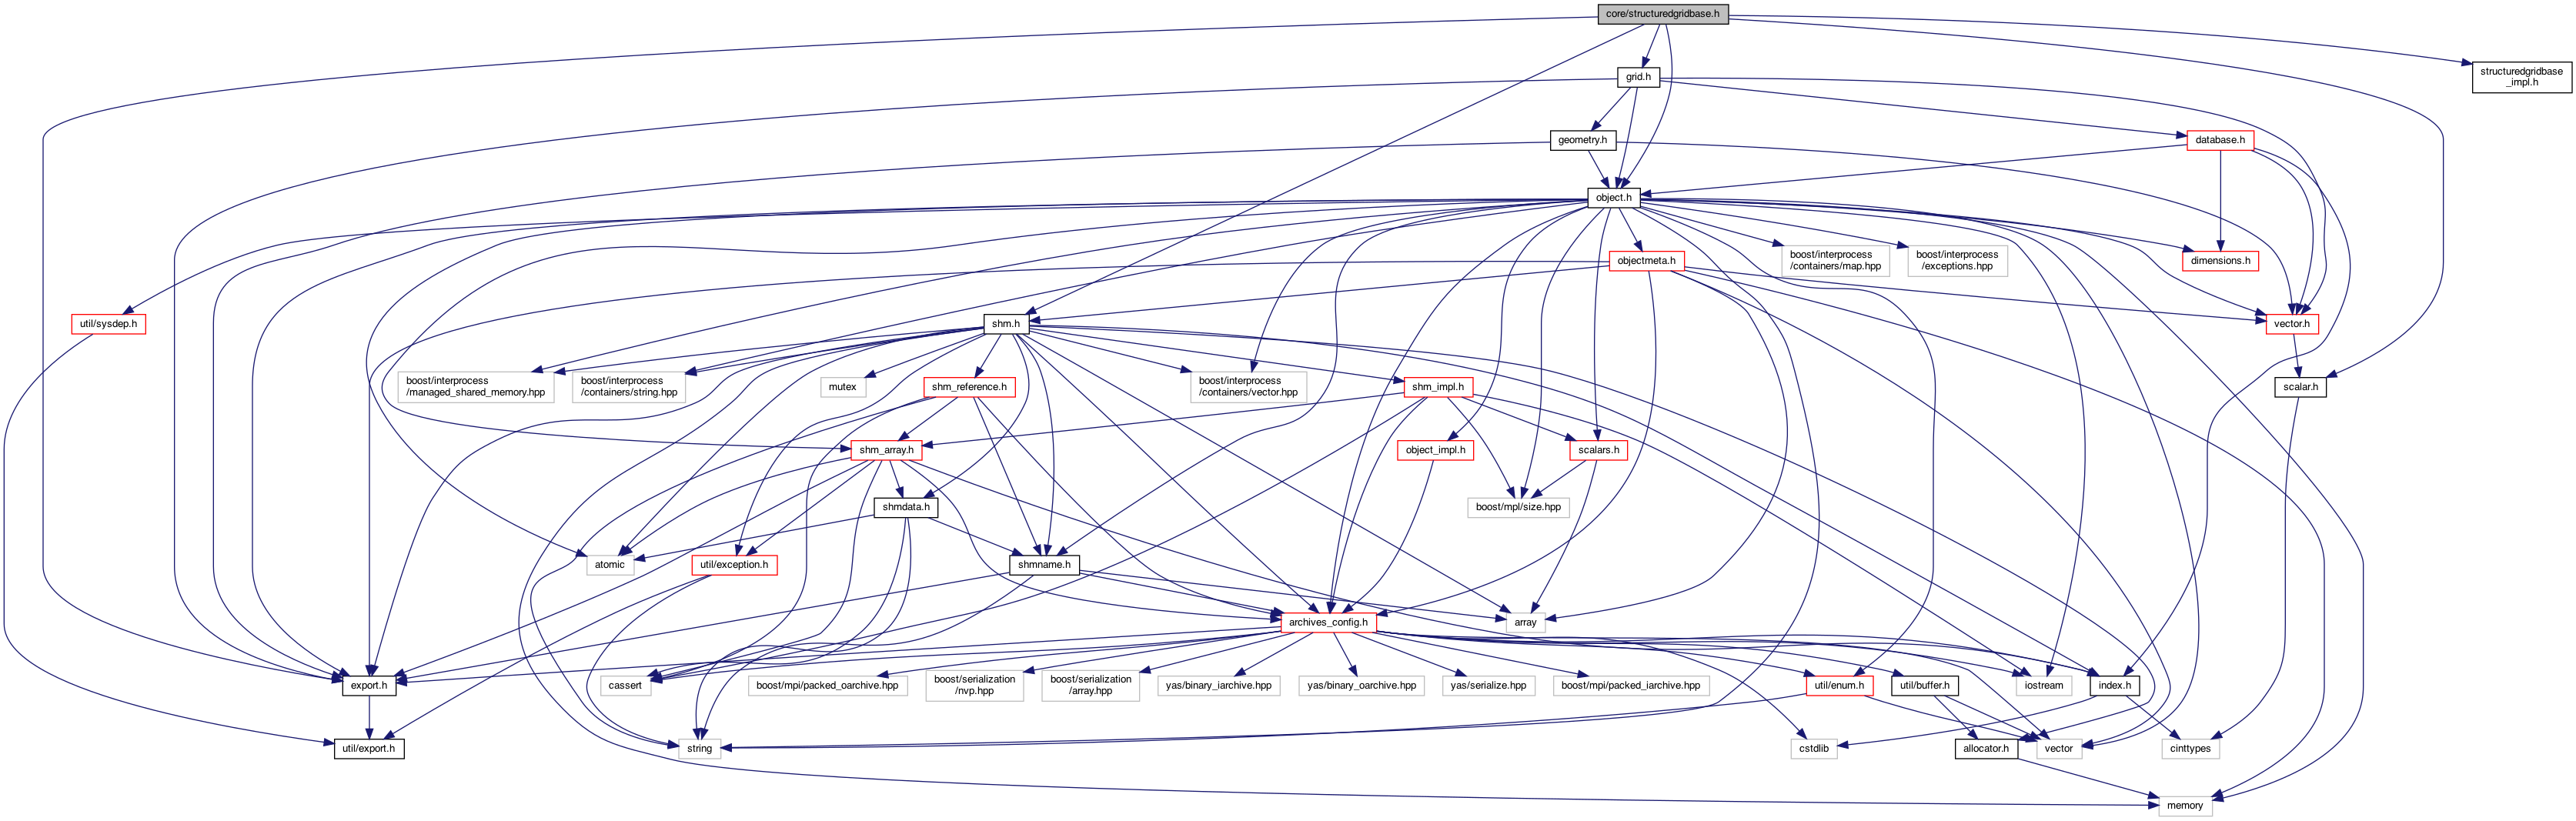 core/structuredgridbase.h
grid.h
structuredgridbase
_impl.h
geometry.h
database.h
object.h
objectmeta.h
boost/interprocess
/containers/map.hpp
boost/interprocess
/exceptions.hpp
dimensions.h
util/sysdep.h
shm.h
vector.h
boost/interprocess
/managed_shared_memory.hpp
boost/interprocess
/containers/string.hpp
mutex
shm_reference.h
boost/interprocess
/containers/vector.hpp
shm_impl.h
scalar.h
shm_array.h
object_impl.h
scalars.h
shmdata.h
boost/mpl/size.hpp
atomic
util/exception.h
shmname.h
archives_config.h
array
export.h
cassert
boost/mpi/packed_oarchive.hpp
boost/serialization
/nvp.hpp
boost/serialization
/array.hpp
yas/binary_iarchive.hpp
yas/binary_oarchive.hpp
yas/serialize.hpp
boost/mpi/packed_iarchive.hpp
util/enum.h
util/buffer.h
iostream
index.h
util/export.h
string
cstdlib
allocator.h
vector
cinttypes
memory